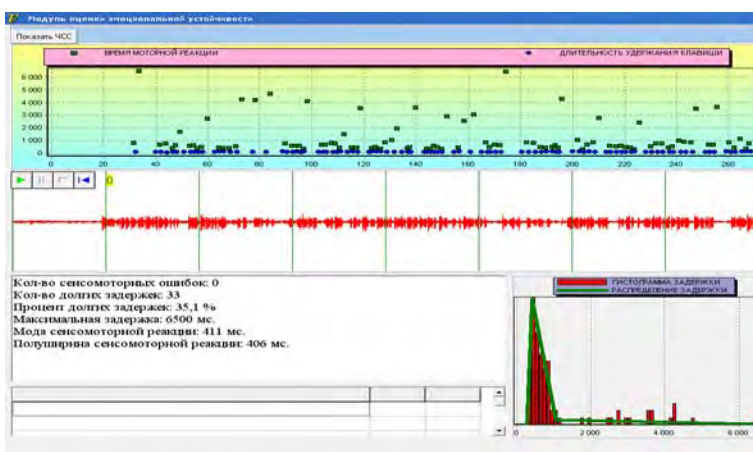 Модуль оценки эмоциональной устойчивости
Показать ЧСС
ВРЕМЯ МОТОРНОЙ РЕАКЦИИ ДЛИТЕЛЬНОСТЬ УДЕРЖАНИЯ КЛАВИШИ
6 000
5 000
4 000
3 000
2 000
1 000
0
0 20 40 60 80 100 120 140 160 180 200 220 240 260
0
Кол-во сенсомоторных ошибок: 0
Кол-во долгих задержек: 33
Процент долгих задержек: 35,1 %
Максимальная задержка: 6500 мс.
Мода сенсомоторной реакции: 411 мс.
Полуширина сенсомоторной реакции: 406 мс.
ГИСТОГРАММА ЗАДЕРЖКИ
РАСПРЕДЕЛЕНИЕ ЗАДЕРЖКИ
0 2 000 4 000 6 000